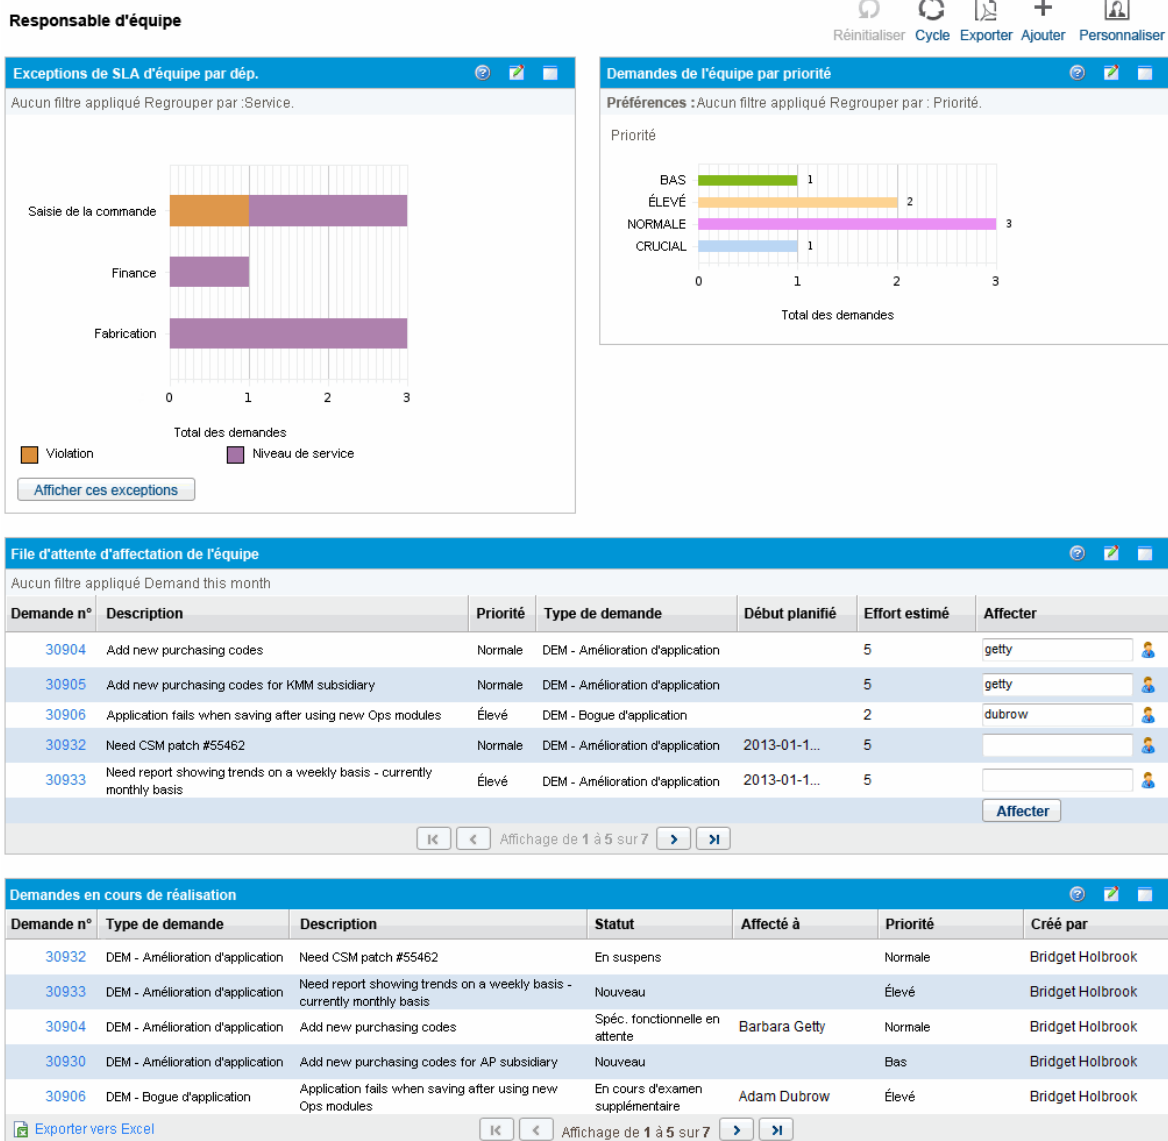 Responsable d'équipe
Réinitialiser Cycle Exporter Ajouter Personnaliser
Exceptions de SLA d'équipe par dép.
Aucun filtre appliqué Regrouper par :Service.
Saisie de la commande
Finance
Fabrication
0 1 2 3
Total des demandes
Violation Niveau de service
Afficher ces exceptions
Demandes de l'équipe par priorité
Préférences : Aucun filtre appliqué Regrouper par : Priorité.
Priorité
BAS 1
ÉLEVÉ 2
NORMALE 3
CRUCIAL 1
0 1 2 3
Total des demandes
File d'attente d'affectation de l'équipe
Aucun filtre appliqué Demand this month
Demande n° Description Priorité Type de demande Début planifié Effort estimé Affecter
30904 Add new purchasing codes Normale DEM - Amélioration d'application 5 getty
30905 Add new purchasing codes for KMM subsidiary Normale DEM - Amélioration d'application 5 getty
30906 Application fails when saving after using new Ops modules Élevé DEM - Bogue d'application 2 dubrow
30932 Need CSM patch #55462 Normale DEM - Amélioration d'application 2013-01-1... 5
30933 Need report showing trends on a weekly basis - currently
monthly basis Élevé DEM - Amélioration d'application 2013-01-1... 5
Affecter
Affichage de 1 à 5 sur 7
Demandes en cours de réalisation
Demande n° Type de demande Description Statut Affecté à Priorité Créé par
30932 DEM - Amélioration d'application Need CSM patch #55462 En suspens Normale Bridget Holbrook
30933 DEM - Amélioration d'application Need report showing trends on a weekly basis -
currently monthly basis Nouveau Élevé Bridget Holbrook
30904 DEM - Amélioration d'application Add new purchasing codes Spéc. fonctionnelle en
attente Barbara Getty Normale Bridget Holbrook
30930 DEM - Amélioration d'application Add new purchasing codes for AP subsidiary Nouveau Bas Bridget Holbrook
30906 DEM - Bogue d'application Application fails when saving after using new
Ops modules En cours d'examen
supplémentaire Adam Dubrow Élevé Bridget Holbrook
Exporter vers Excel Affichage de 1 à 5 sur 7